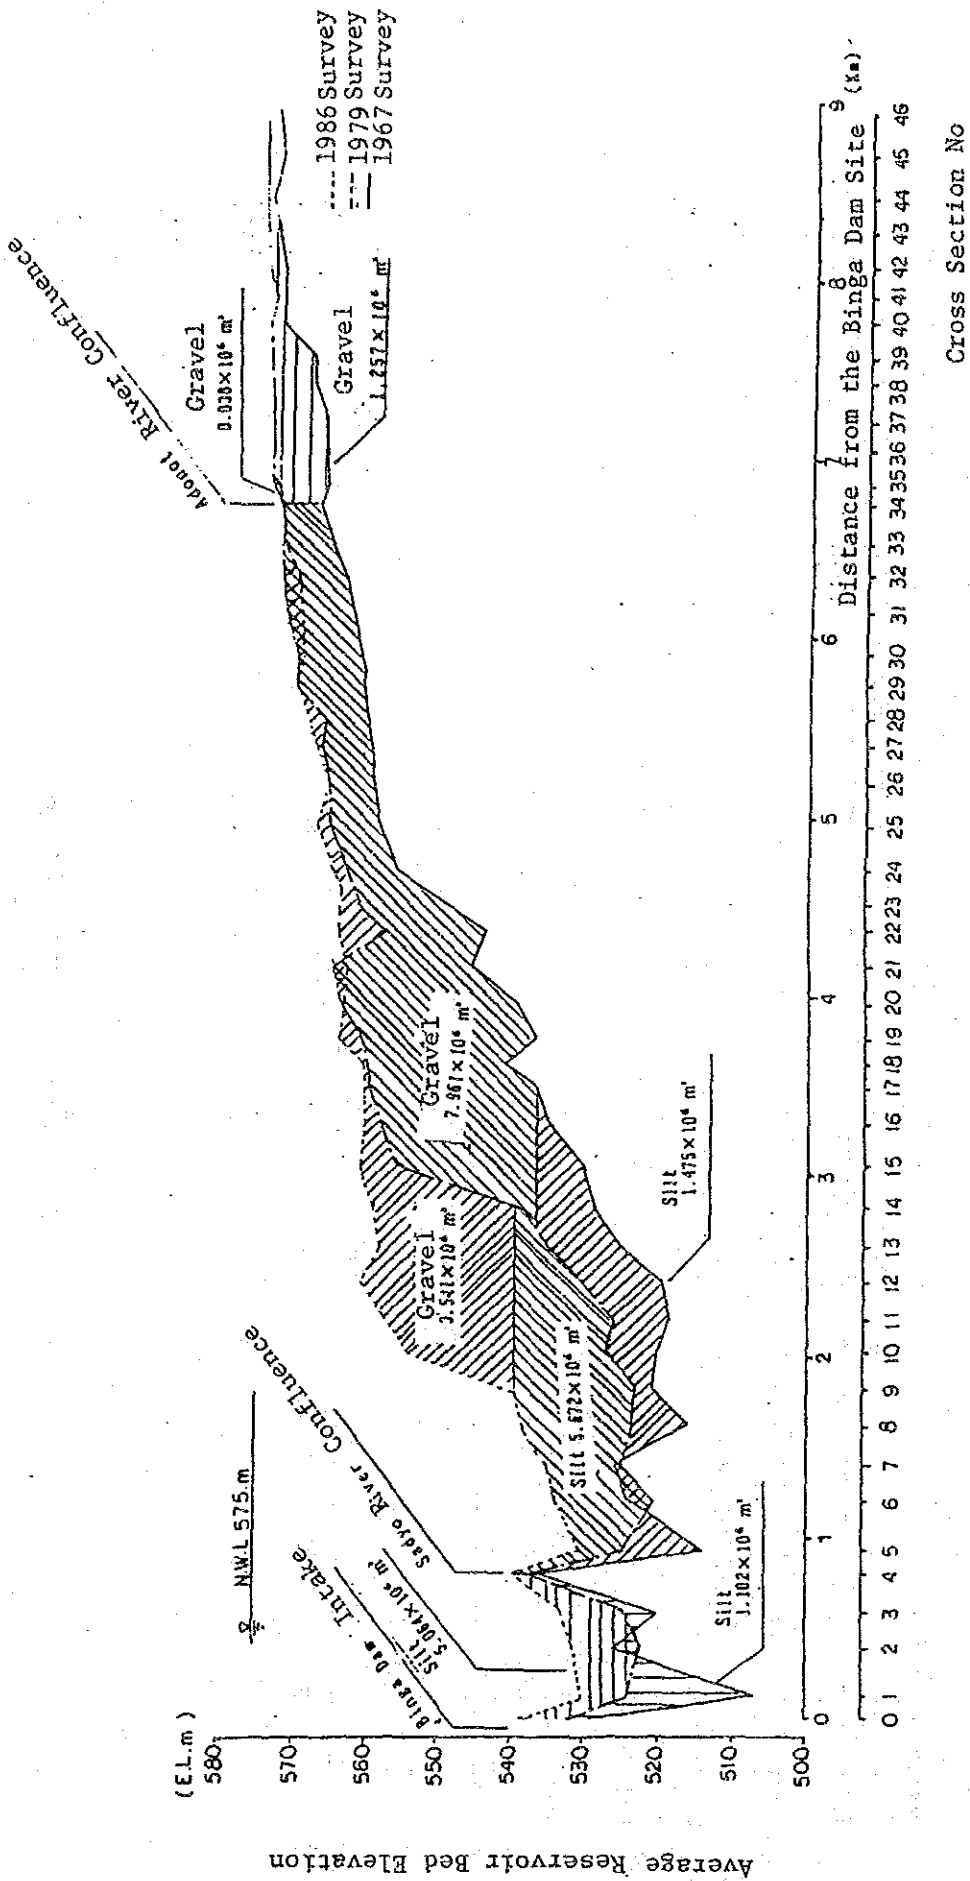 (E.L.m)
580
570
560
550
540
530
520
510
500
Average Reservoir Bed Elevation
N.W.L 575.m
Binga Dam Intake
Silt
5.064×10⁶ m³
Sadyo River Confluence
Adonot River Confluence
Gravel
0.038×10⁶ m³
Gravel
1.257×10⁶ m³
---- 1986 Survey
--- 1979 Survey
— 1967 Survey
Gravel
7.961×10⁶ m³
Gravel
3.541×10⁶ m³
Silt 5.672×10⁶ m³
Silt
1.475×10⁶ m³
Silt
1.102×10⁶ m³
0 1 2 3 4 5 6 7 8 9 (Km)
Distance from the Binga Dam Site
0 1 2 3 4 5 6 7 8 9 10 11 12 13 14 15 16 17 18 19 20 21 22 23 24 25 26 27 28 29 30 31 32 33 34 35 36 37 38 39 40 41 42 43 44 45 46
Cross Section No